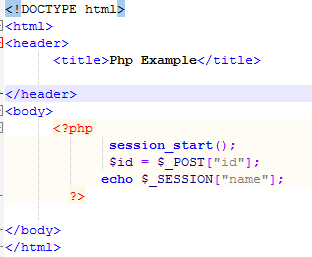 <!DOCTYPE html>
<html>
<header>
<title>Php Example</title>
</header>
<body>
<?php
session_start();
$id = $_POST["id"];
echo $_SESSION["name"];
?>
</body>
</html>